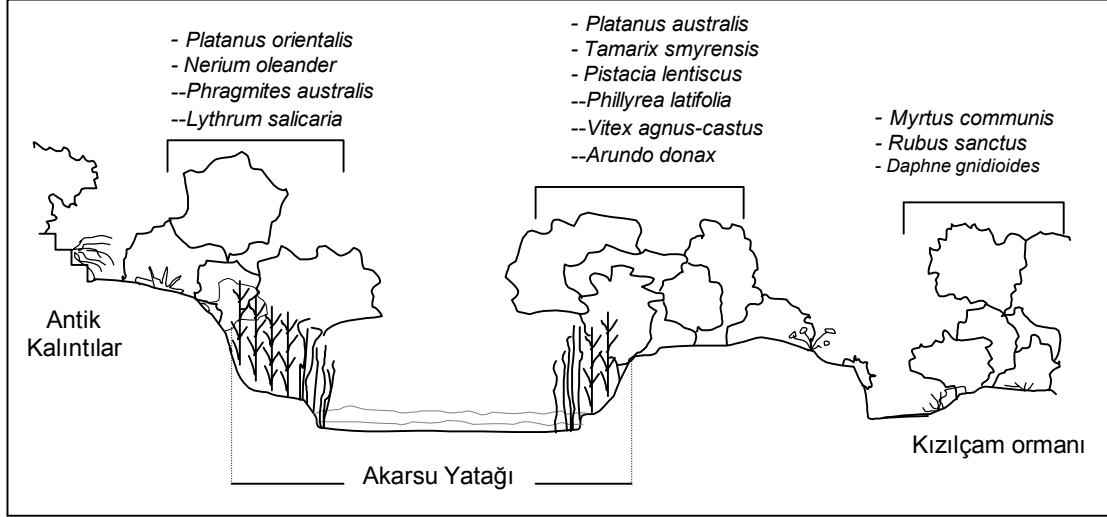 - Platanus orientalis
- Nerium oleander
--Phragmites australis
--Lythrum salicaria
- Platanus australis
- Tamarix smyrensis
- Pistacia lentiscus
--Phillyrea latifolia
--Vitex agnus-castus
--Arundo donax
- Myrtus communis
- Rubus sanctus
- Daphne gnidioides
Antik
Kalıntılar
Akarsu Yatağı
Kızılçam ormanı